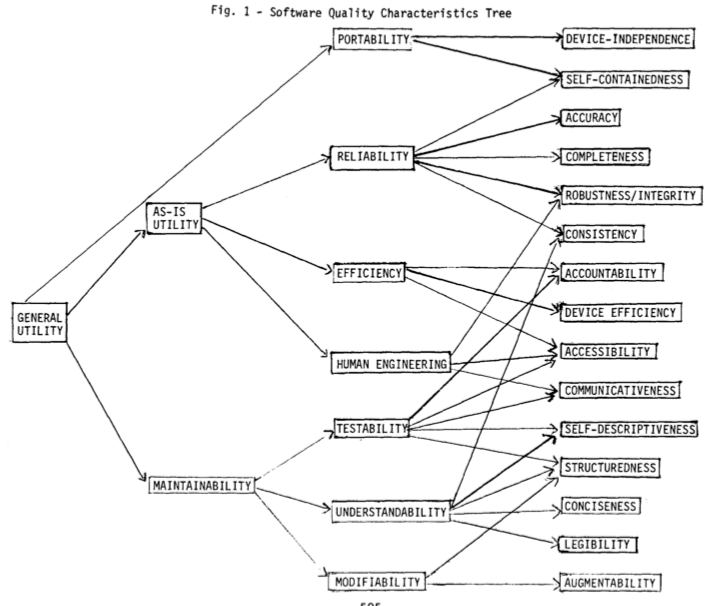 Fig. 1 - Software Quality Characteristics Tree
PORTABILITY
DEVICE-INDEPENDENCE
SELF-CONTAINEDNESS
ACCURACY
RELIABILITY
COMPLETENESS
ROBUSTNESS/INTEGRITY
AS-IS
UTILITY
CONSISTENCY
EFFICIENCY
ACCOUNTABILITY
DEVICE EFFICIENCY
GENERAL
UTILITY
ACCESSIBILITY
HUMAN ENGINEERING
COMMUNICATIVENESS
TESTABILITY
SELF-DESCRIPTIVENESS
STRUCTUREDNESS
MAINTAINABILITY
CONCISENESS
UNDERSTANDABILITY
LEGIBILITY
MODIFIABILITY
AUGMENTABILITY